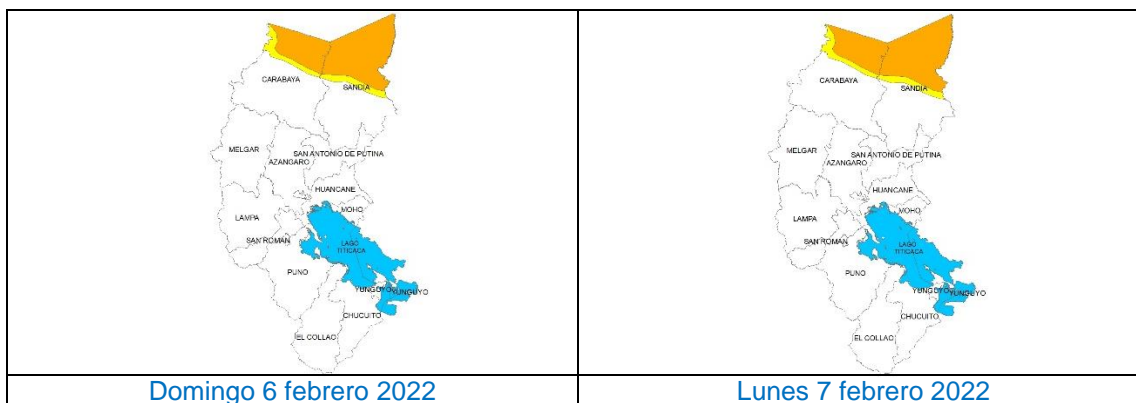 CARABAYA
SANDIA
MELGAR
SAN ANTONIO DE PUTINA
AZANGARO
HUANCANE
LAMPA
MOHO
SAN ROMAN
LAGO
TITICACA
PUNO
YUNGUYO
YUNGUYO
CHUCUITO
EL COLLAO
Domingo 6 febrero 2022
CARABAYA
SANDIA
MELGAR
SAN ANTONIO DE PUTINA
AZANGARO
HUANCANE
LAMPA
MOHO
SAN ROMAN
LAGO
TITICACA
PUNO
YUNGUYO
YUNGUYO
CHUCUITO
EL COLLAO
Lunes 7 febrero 2022